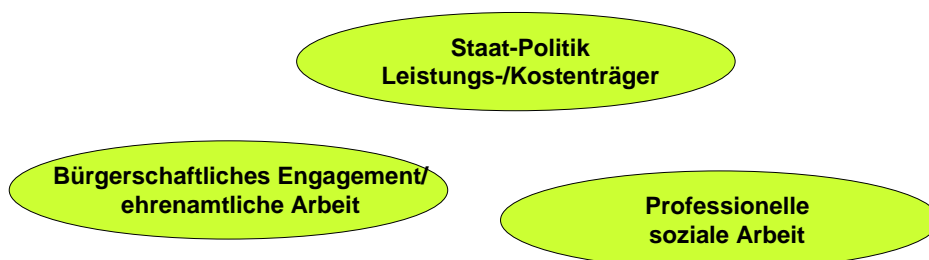 Staat-Politik
Leistungs-/Kostenträger
Bürgerschaftliches Engagement/
ehrenamtliche Arbeit
Professionelle
soziale Arbeit